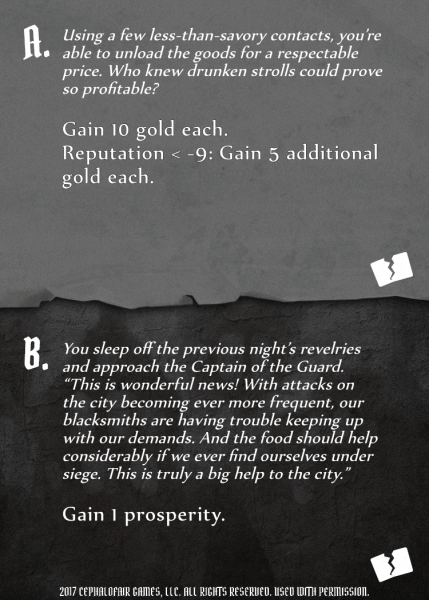 A.
Using a few less-than-savory contacts, you're
able to unload the goods for a respectable
price. Who knew drunken strolls could prove
so profitable?
Gain 10 gold each.
Reputation < -9: Gain 5 additional
gold each.
B.
You sleep off the previous night's revelries
and approach the Captain of the Guard.
“This is wonderful news! With attacks on
the city becoming ever more frequent, our
blacksmiths are having trouble keeping up
with our demands. And the food should help
considerably if we ever find ourselves under
siege. This is truly a big help to the city.”
Gain 1 prosperity.
2017 CEPHALOFAIR GAMES, LLC. ALL RIGHTS RESERVED. USED WITH PERMISSION.